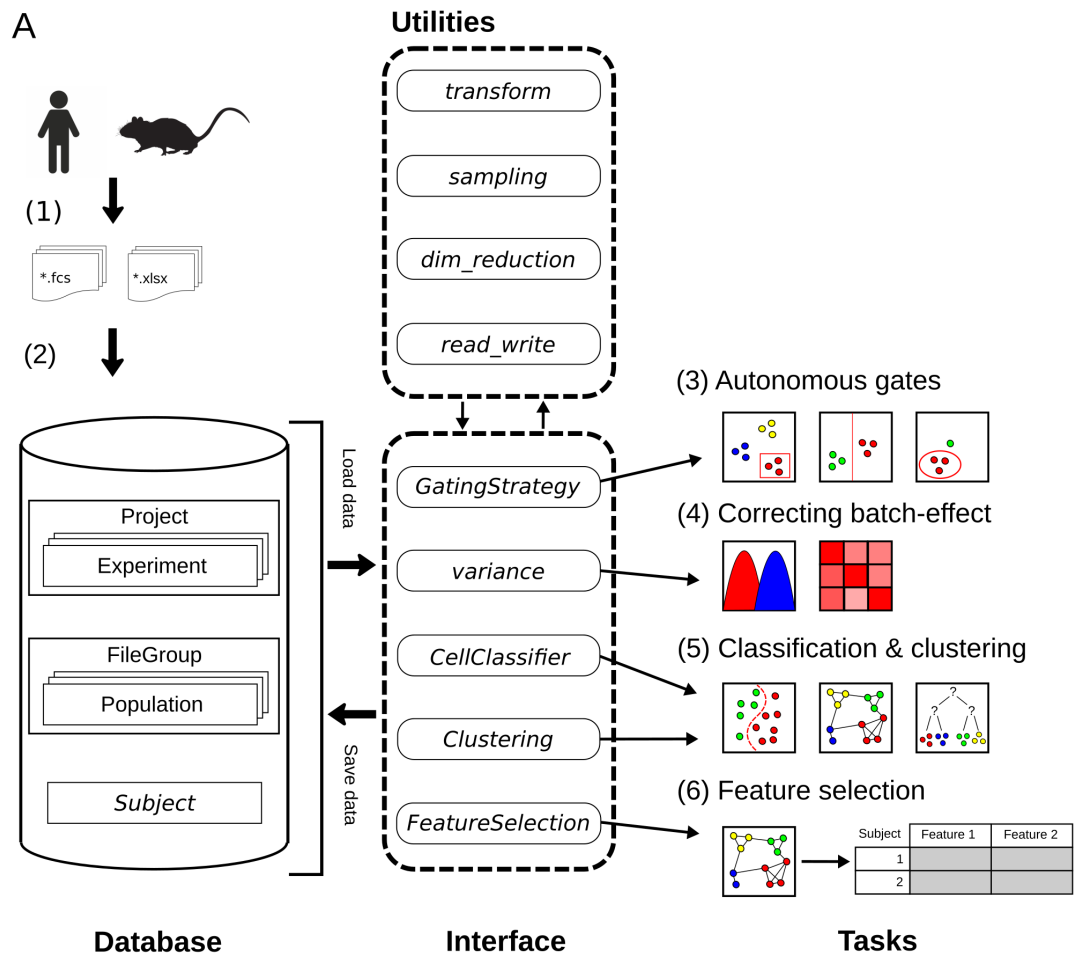 A
Utilities
transform
sampling
dim_reduction
read_write
(1)
*.fcs
*.xlsx
(2)
Project
Experiment
FileGroup
Population
Subject
Load data
Save data
GatingStrategy
variance
CellClassifier
Clustering
FeatureSelection
(3) Autonomous gates
(4) Correcting batch-effect
(5) Classification & clustering
?
? ?
(6) Feature selection
Subject Feature 1 Feature 2
1
2
Database Interface Tasks